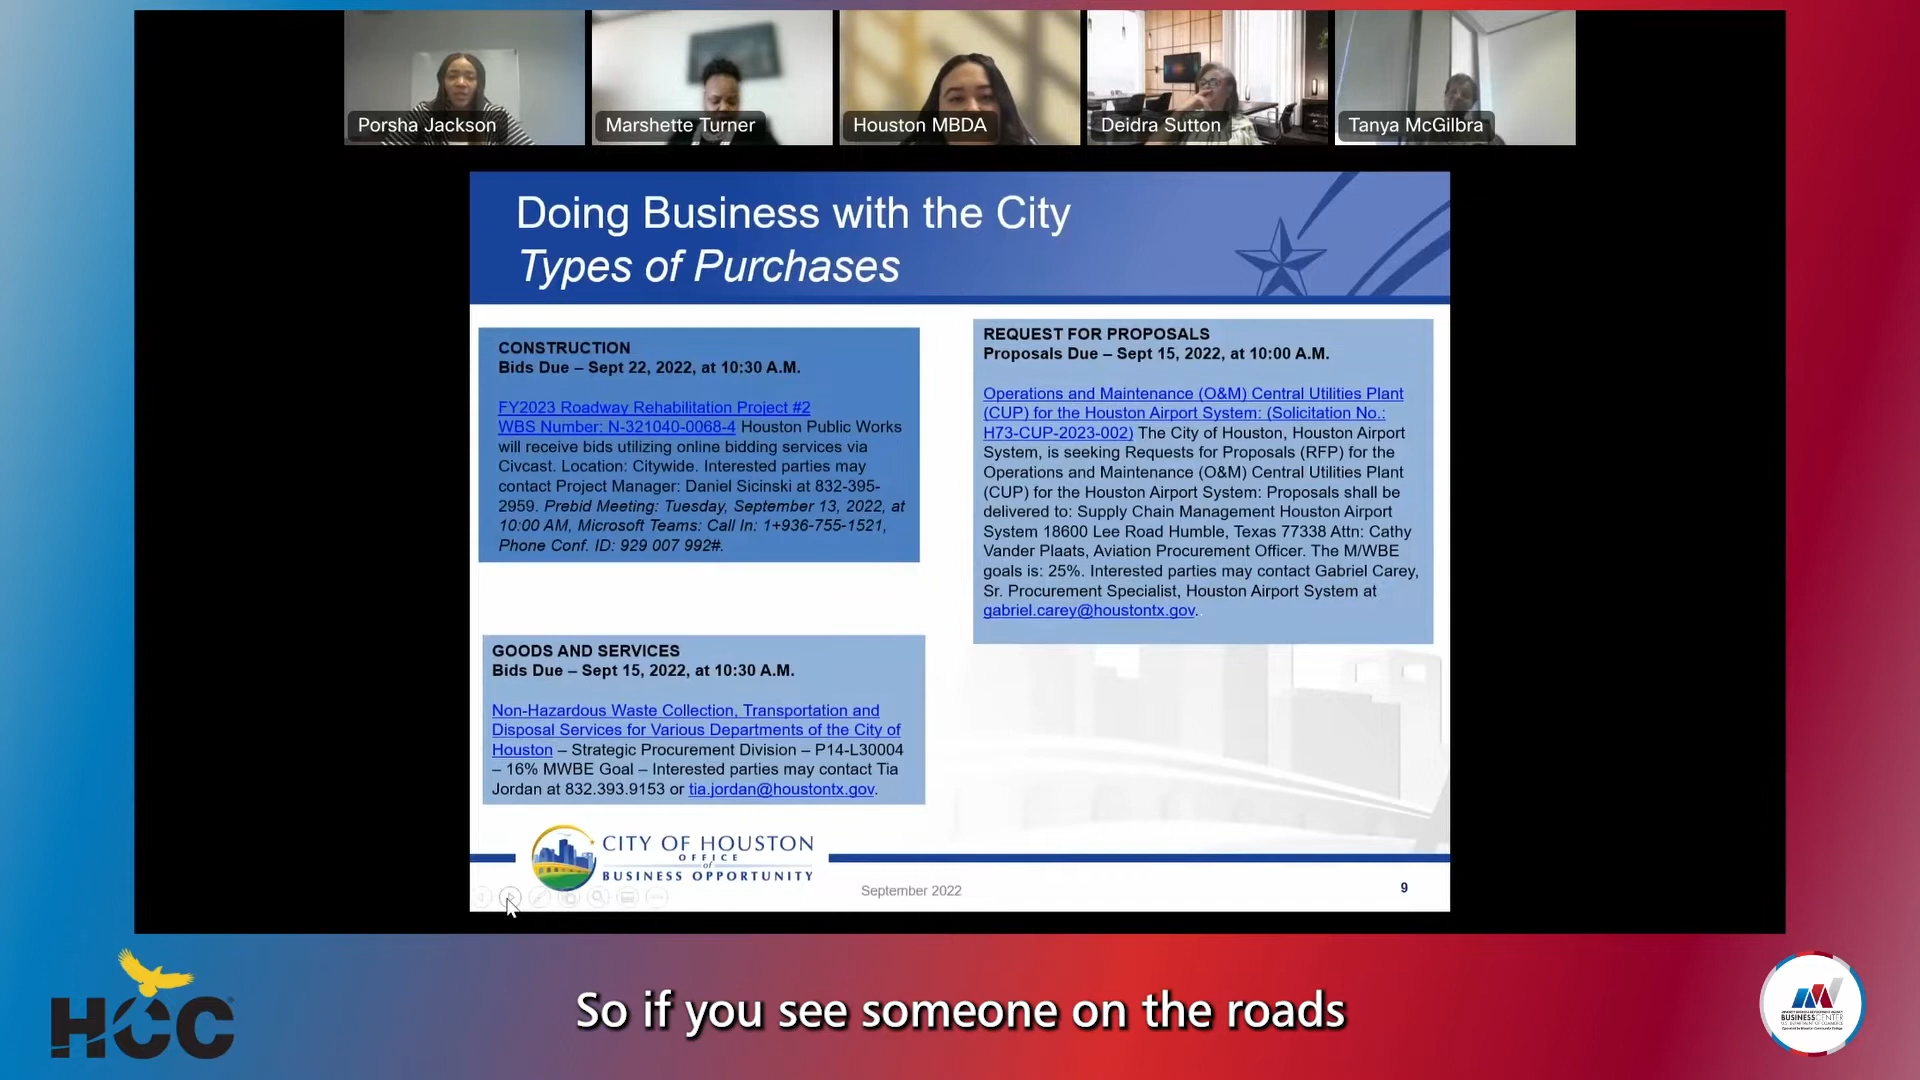 Porsha Jackson
Marshette Turner
Houston MBDA
Deidra Sutton
Tanya McGilbra
Doing Business with the City
Types of Purchases
CONSTRUCTION
Bids Due – Sept 22, 2022, at 10:30 A.M.
FY2023 Roadway Rehabilitation Project #2
WBS Number: N-321040-0068-4 Houston Public Works
will receive bids utilizing online bidding services via
Civcast. Location: Citywide. Interested parties may
contact Project Manager: Daniel Sicinski at 832-395-
2959. Prebid Meeting: Tuesday, September 13, 2022, at
10:00 AM, Microsoft Teams: Call In: 1+936-755-1521,
Phone Conf. ID: 929 007 992#.
REQUEST FOR PROPOSALS
Proposals Due – Sept 15, 2022, at 10:00 A.M.
Operations and Maintenance (O&M) Central Utilities Plant
(CUP) for the Houston Airport System: (Solicitation No.:
H73-CUP-2023-002) The City of Houston, Houston Airport
System, is seeking Requests for Proposals (RFP) for the
Operations and Maintenance (O&M) Central Utilities Plant
(CUP) for the Houston Airport System: Proposals shall be
delivered to: Supply Chain Management Houston Airport
System 18600 Lee Road Humble, Texas 77338 Attn: Cathy
Vander Plaats, Aviation Procurement Officer. The M/WBE
goals is: 25%. Interested parties may contact Gabriel Carey,
Sr. Procurement Specialist, Houston Airport System at
gabriel.carey@houstontx.gov.
GOODS AND SERVICES
Bids Due – Sept 15, 2022, at 10:30 A.M.
Non-Hazardous Waste Collection, Transportation and
Disposal Services for Various Departments of the City of
Houston – Strategic Procurement Division – P14-L30004
– 16% MWBE Goal – Interested parties may contact Tia
Jordan at 832.393.9153 or tia.jordan@houstontx.gov.
CITY OF HOUSTON
OFFICE
of
BUSINESS OPPORTUNITY
September 2022
9
HCC
So if you see someone on the roads
BUSINESS CENTER